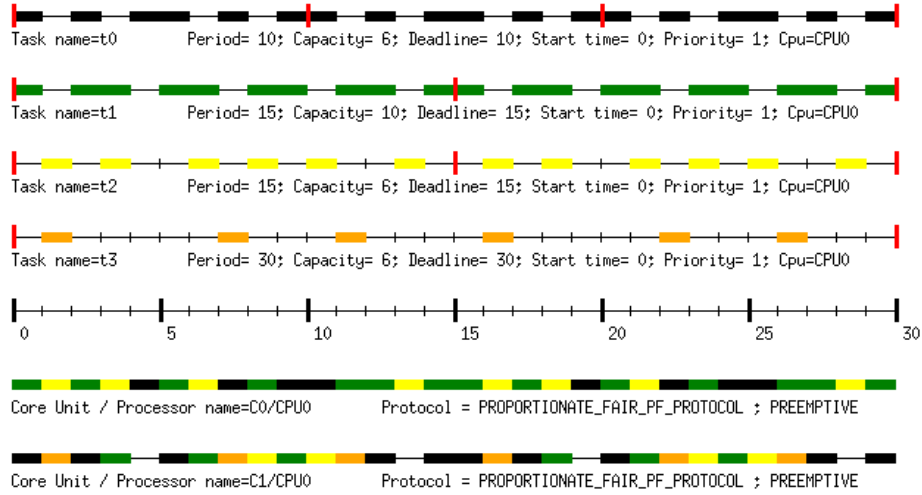 Task name=t0 Period= 10; Capacity= 6; Deadline= 10; Start time= 0; Priority= 1; Cpu=CPU0
Task name=t1 Period= 15; Capacity= 10; Deadline= 15; Start time= 0; Priority= 1; Cpu=CPU0
Task name=t2 Period= 15; Capacity= 6; Deadline= 15; Start time= 0; Priority= 1; Cpu=CPU0
Task name=t3 Period= 30; Capacity= 6; Deadline= 30; Start time= 0; Priority= 1; Cpu=CPU0
0 5 10 15 20 25 30
Core Unit / Processor name=C0/CPU0 Protocol = PROPORTIONATE_FAIR_PF_PROTOCOL ; PREEMPTIVE
Core Unit / Processor name=C1/CPU0 Protocol = PROPORTIONATE_FAIR_PF_PROTOCOL ; PREEMPTIVE